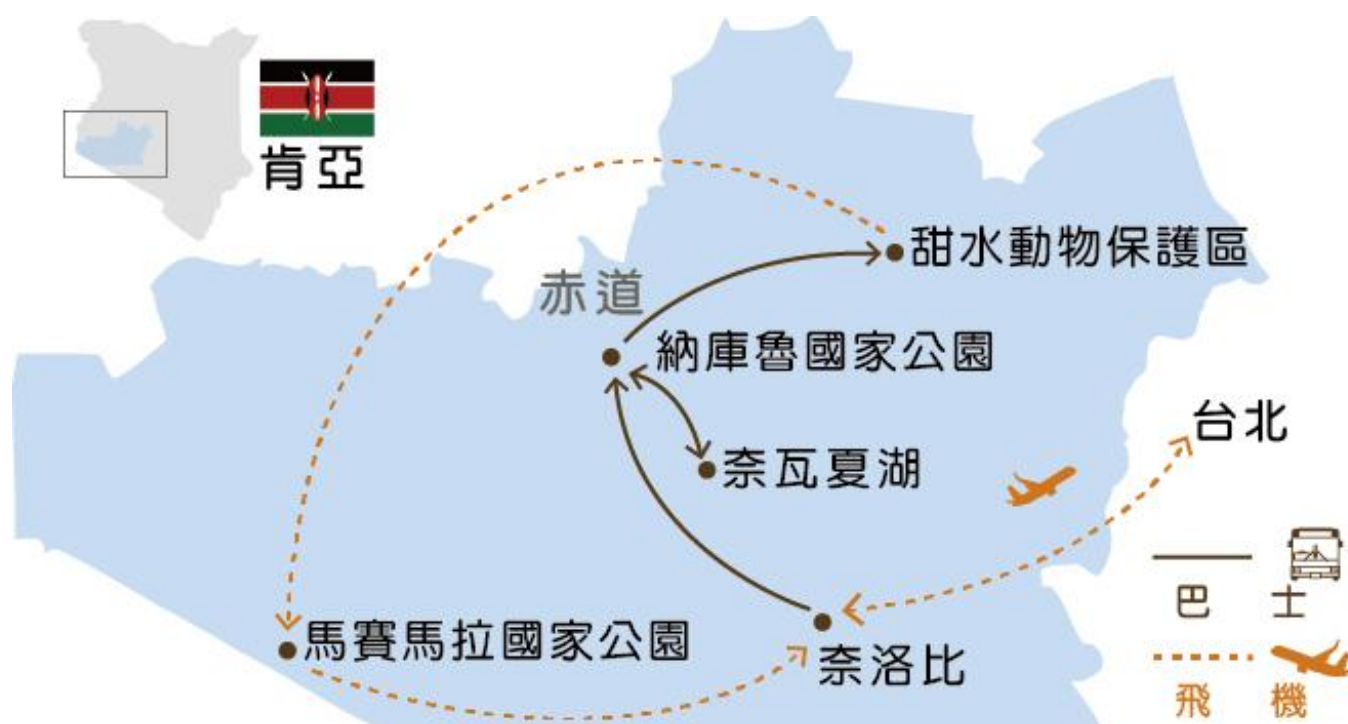 肯亞
甜水動物保護區
赤道
納庫魯國家公園
台北
奈瓦夏湖
巴士
馬賽馬拉國家公園
奈洛比
飛機